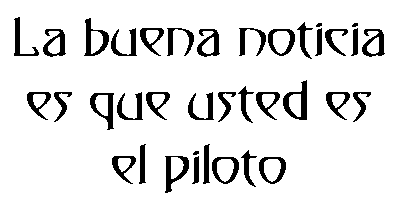 La buena noticia
es que usted es
el piloto